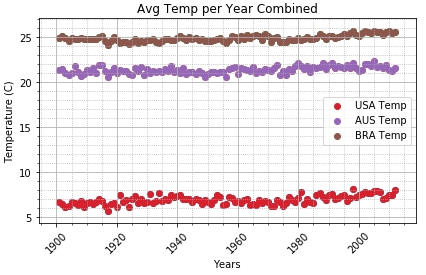 Avg Temp per Year Combined
Temperature (C)
25
20
15
10
5
USA Temp
AUS Temp
BRA Temp
1900
1920
1940
1960
1980
2000
Years